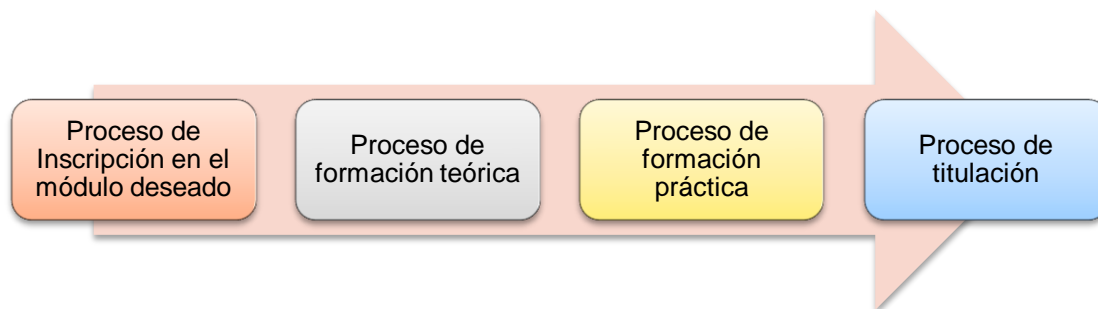 Proceso de
Inscripción en el
módulo deseado
Proceso de
formación teórica
Proceso de
formación
práctica
Proceso de
titulación